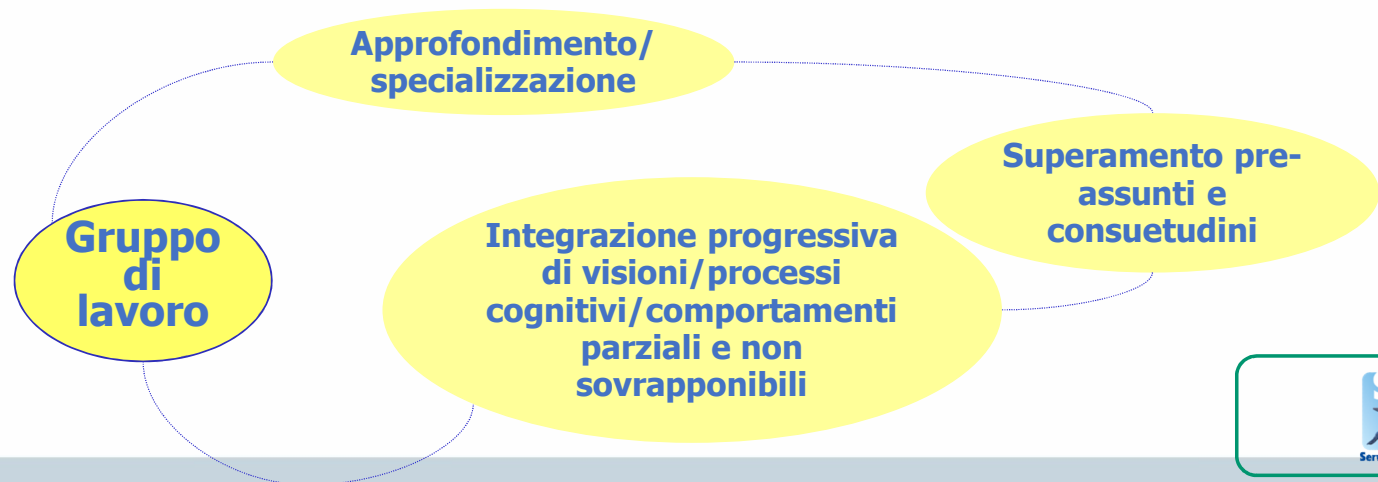 Approfondimento/
specializzazione
Superamento pre-
assunti e
consuetudini
Gruppo
di
lavoro
Integrazione progressiva
di visioni/processi
cognitivi/comportamenti
parziali e non
sovrapponibili